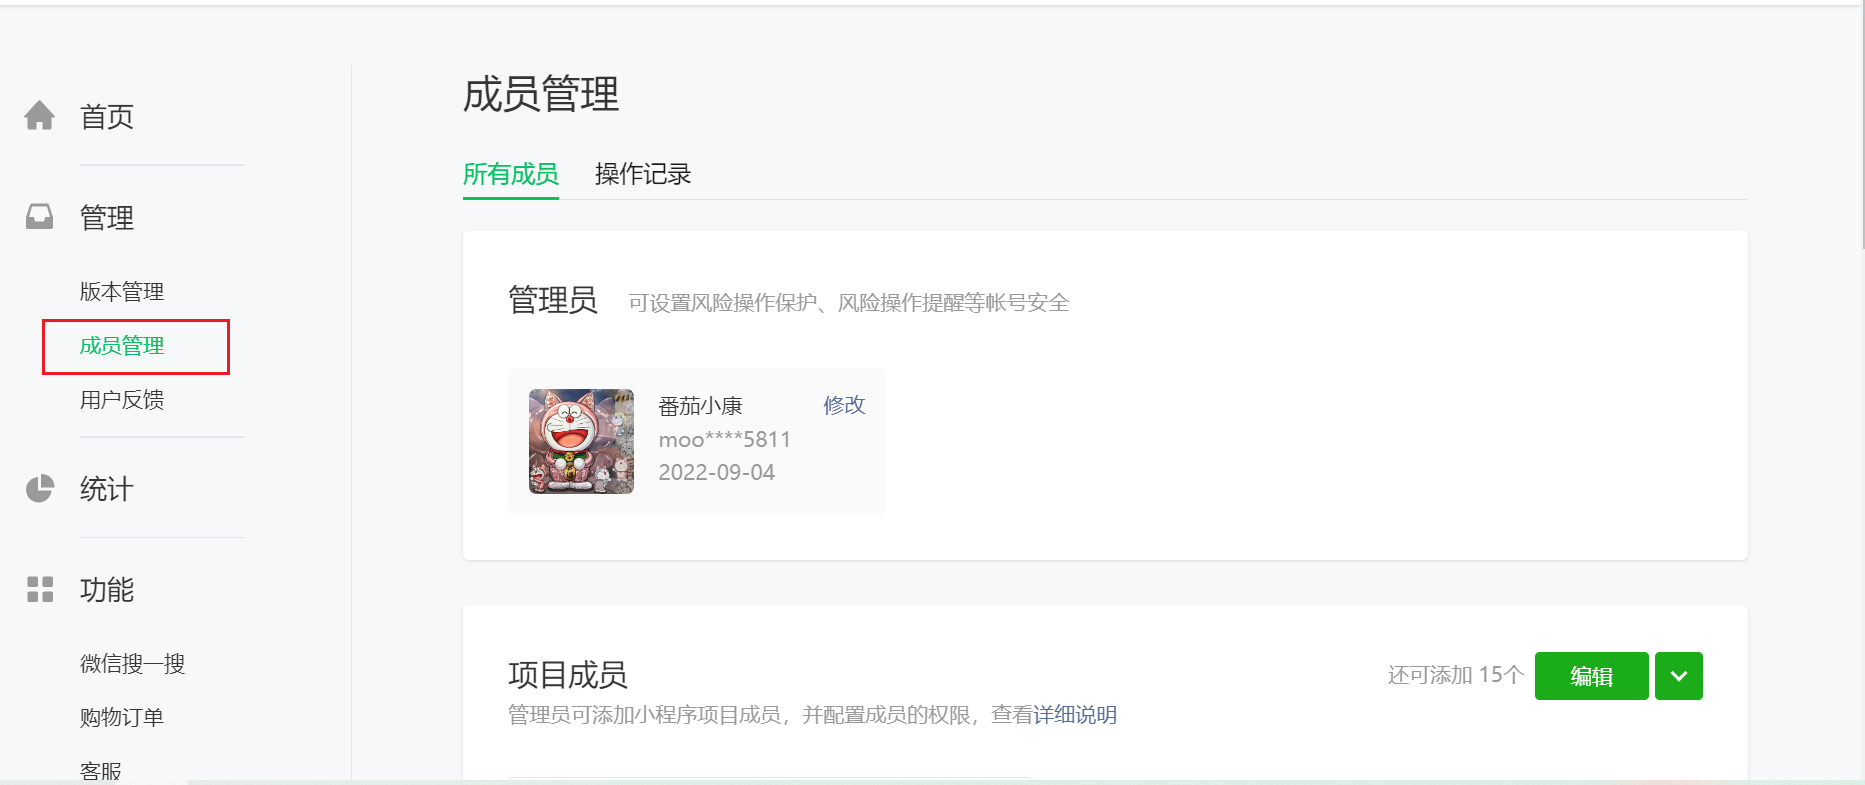 首页
管理
版本管理
成员管理
用户反馈
统计
功能
微信搜一搜
购物订单
客服
成员管理
所有成员 操作记录
管理员 可设置风险操作保护、风险操作提醒等帐号安全
番茄小康 修改
moo****5811
2022-09-04
项目成员 还可添加 15个 编辑
管理员可添加小程序项目成员，并配置成员的权限，查看详细说明